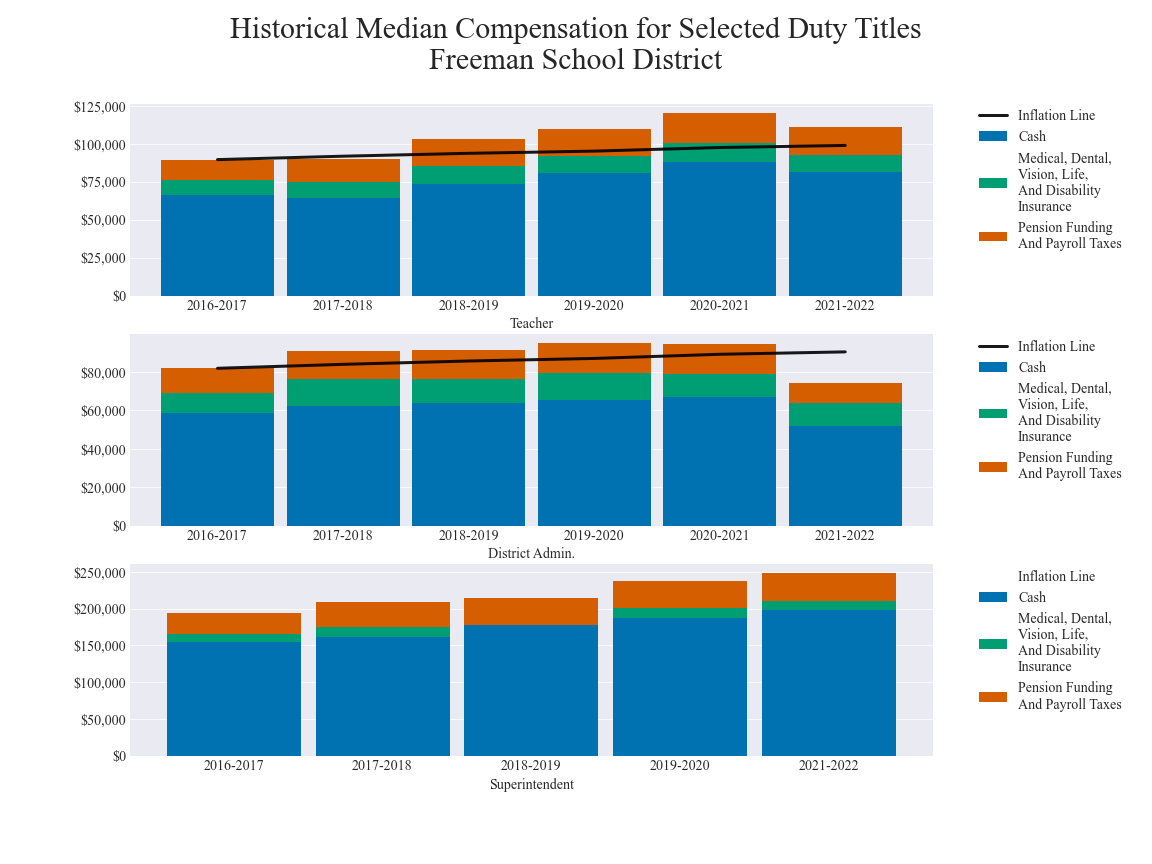 Historical Median Compensation for Selected Duty Titles
Freeman School District
$125,000
$100,000
$75,000
$50,000
$25,000
$0
2016-2017
2017-2018
2018-2019
2019-2020
2020-2021
2021-2022
Teacher
Inflation Line
Cash
Medical, Dental,
Vision, Life,
And Disability
Insurance
Pension Funding
And Payroll Taxes
$80,000
$60,000
$40,000
$20,000
$0
2016-2017
2017-2018
2018-2019
2019-2020
2020-2021
2021-2022
District Admin.
Inflation Line
Cash
Medical, Dental,
Vision, Life,
And Disability
Insurance
Pension Funding
And Payroll Taxes
$250,000
$200,000
$150,000
$100,000
$50,000
$0
2016-2017
2017-2018
2018-2019
2019-2020
2021-2022
Superintendent
Inflation Line
Cash
Medical, Dental,
Vision, Life,
And Disability
Insurance
Pension Funding
And Payroll Taxes